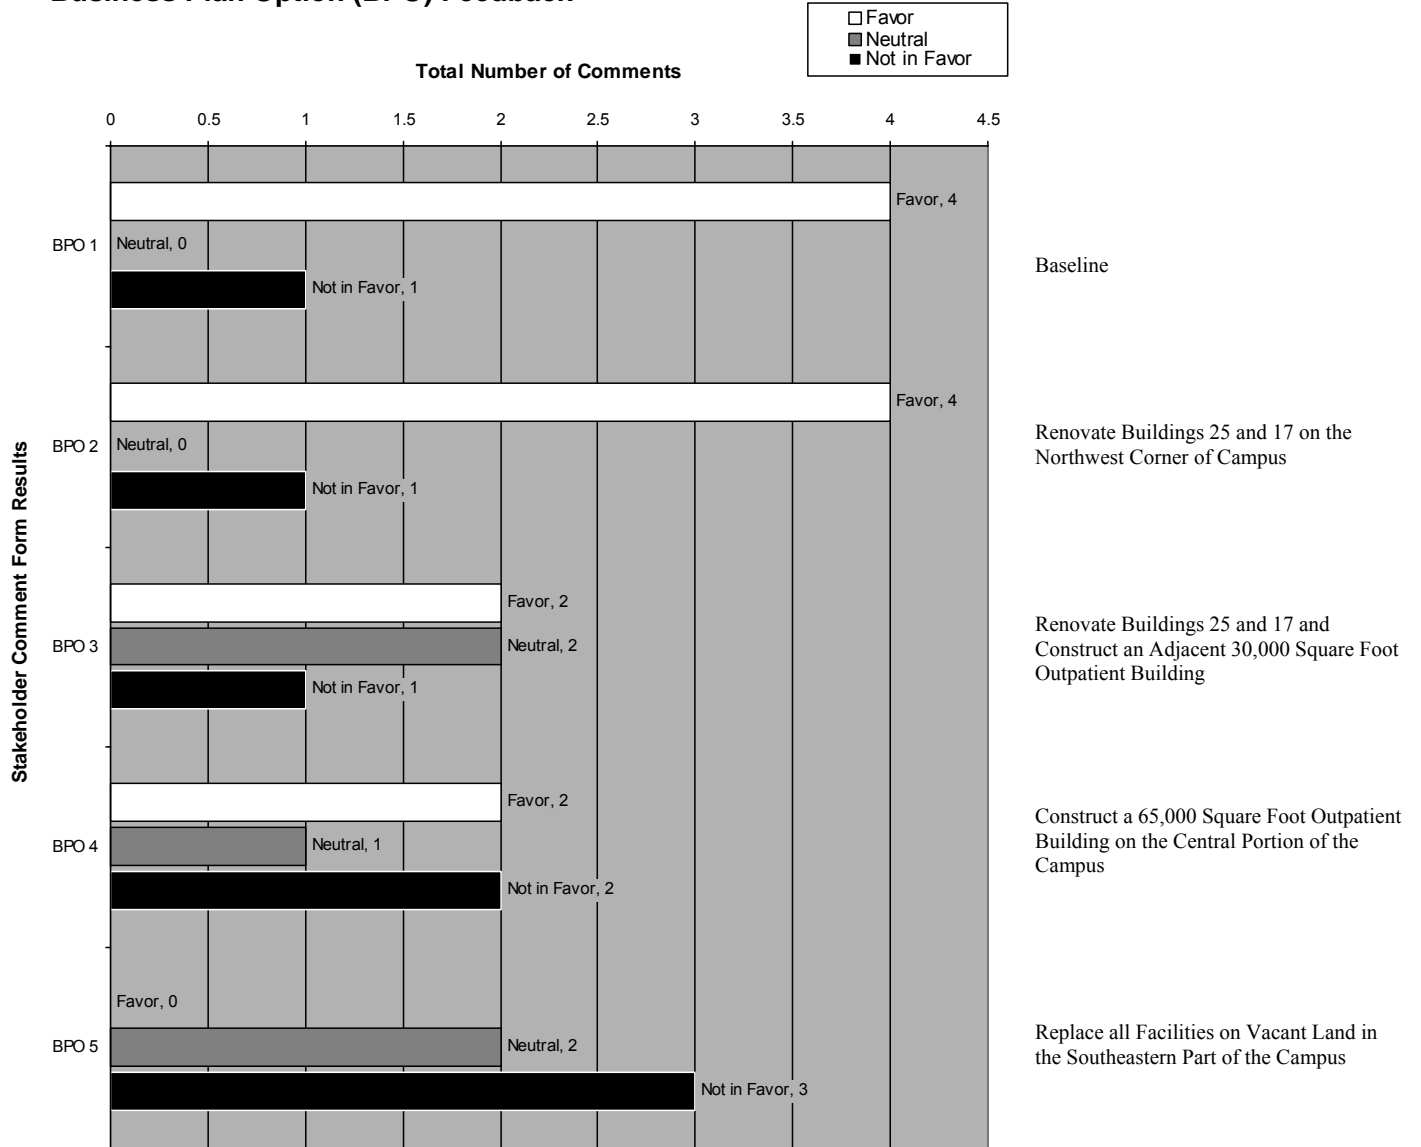 Business Plan Option (BPO) Feedback
Favor
Neutral
Not in Favor
Total Number of Comments
0 0.5 1 1.5 2 2.5 3 3.5 4 4.5
Stakeholder Comment Form Results
BPO 1
Favor, 4
Neutral, 0
Not in Favor, 1
Baseline
BPO 2
Favor, 4
Neutral, 0
Not in Favor, 1
Renovate Buildings 25 and 17 on the
Northwest Corner of Campus
BPO 3
Favor, 2
Neutral, 2
Not in Favor, 1
Renovate Buildings 25 and 17 and
Construct an Adjacent 30,000 Square Foot
Outpatient Building
BPO 4
Favor, 2
Neutral, 1
Not in Favor, 2
Construct a 65,000 Square Foot Outpatient
Building on the Central Portion of the
Campus
BPO 5
Favor, 0
Neutral, 2
Not in Favor, 3
Replace all Facilities on Vacant Land in
the Southeastern Part of the Campus